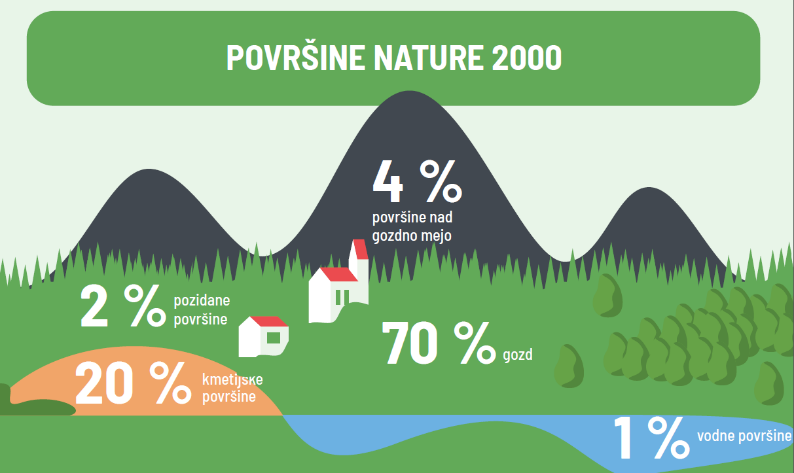 POVRŠINE NATURE 2000
4 %
površine nad
gozdno mejo
2 % pozidane
površine
70 % gozd
20 % kmetijske
površine
1 % vodne površine